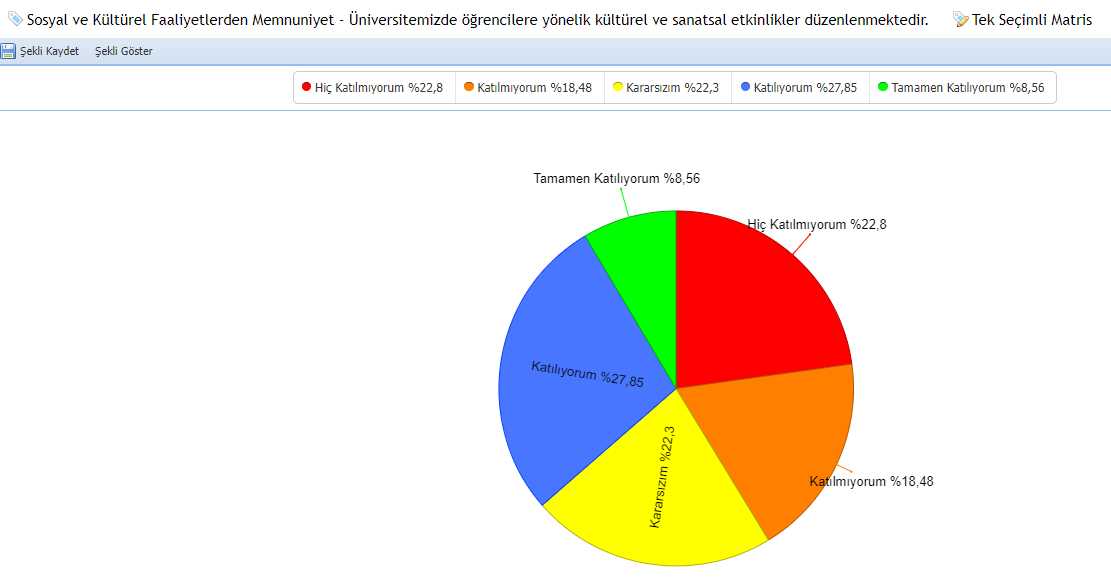 Sosyal ve Kültürel Faaliyetlerden Memnuniyet - Üniversitemizde öğrencilere yönelik kültürel ve sanatsal etkinlikler düzenlenmektedir. Tek Seçimli Matris
Şekli Kaydet Şekli Göster
Hiç Katılmıyorum %22,8 Katılmıyorum %18,48 Kararsızım %22,3 Katılıyorum %27,85 Tamamen Katılıyorum %8,56
Tamamen Katılıyorum %8,56
Hiç Katılmıyorum %22,8
Katılıyorum %27,85
Kararsızım %22,3
Katılmıyorum %18,48